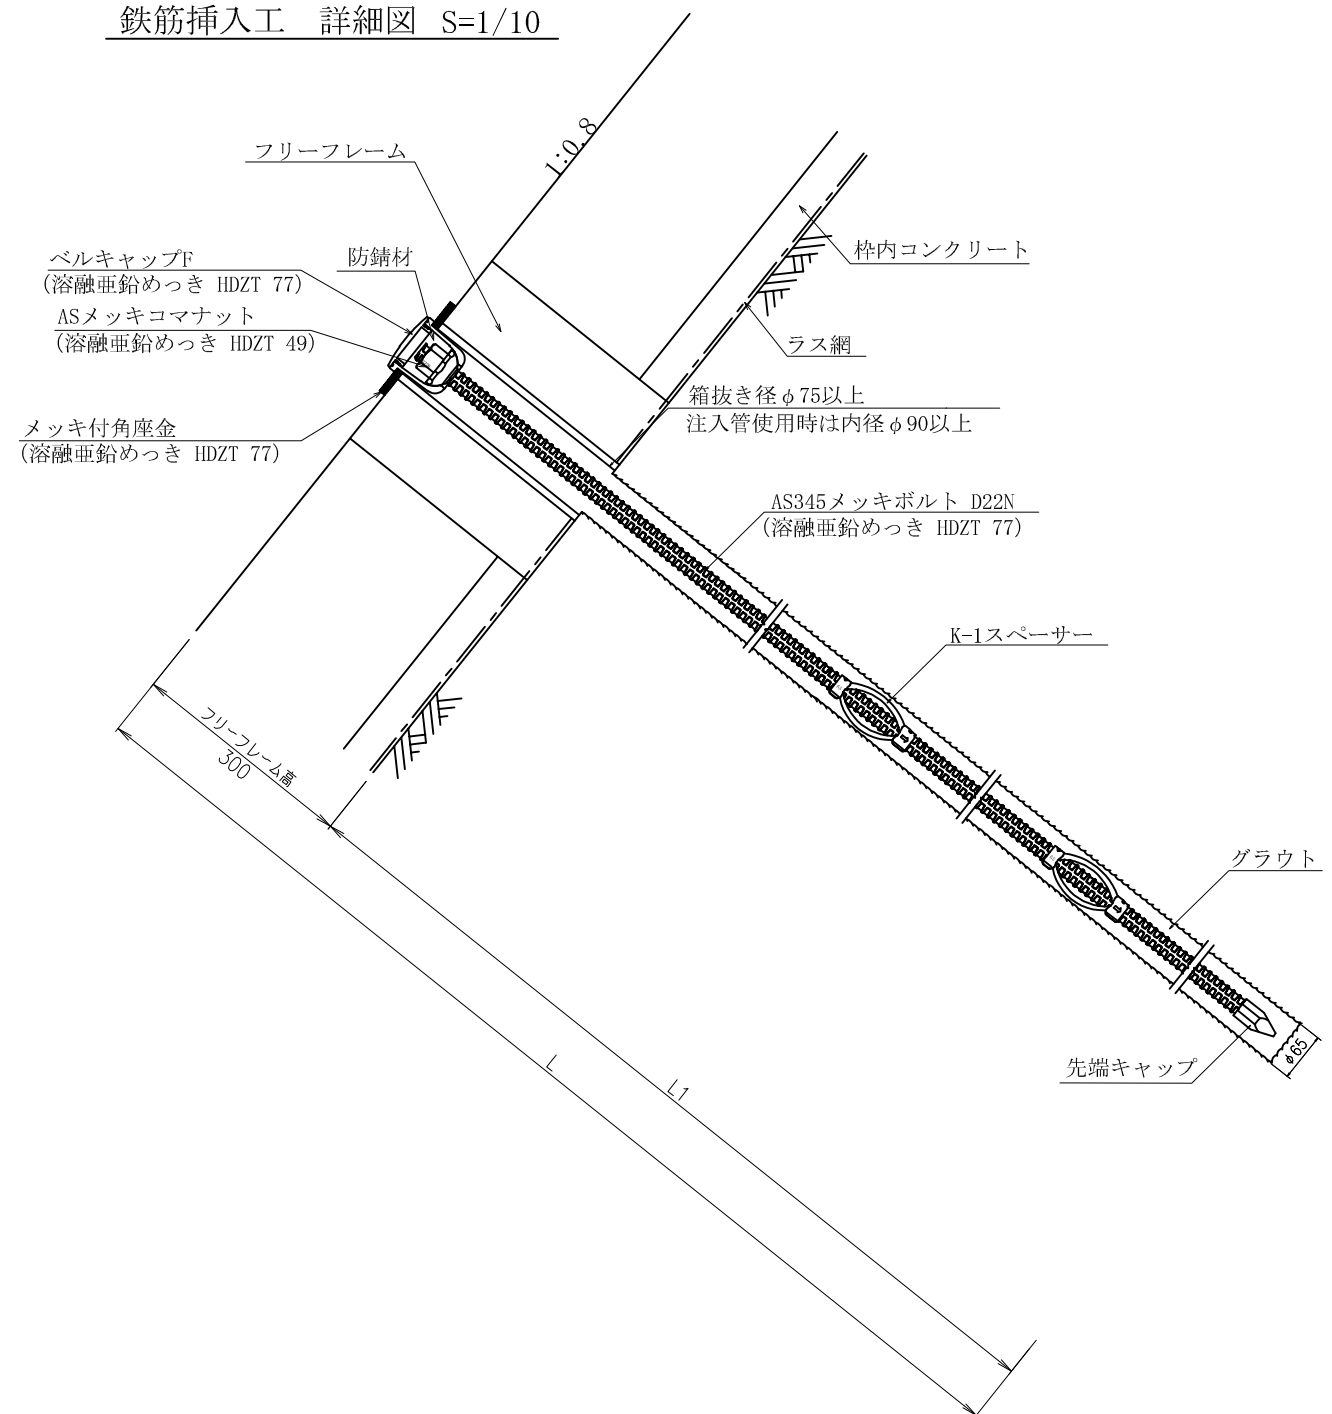 鉄筋挿入工　詳細図 S=1/10
1:0.8
フリーフレーム
枠内コンクリート
ベルキャップF
(溶融亜鉛めっき HDZT 77)
防錆材
ASメッキコマナット
(溶融亜鉛めっき HDZT 49)
ラス網
箱抜き径φ75以上
注入管使用時は内径φ90以上
メッキ付角座金
(溶融亜鉛めっき HDZT 77)
AS345メッキボルト D22N
(溶融亜鉛めっき HDZT 77)
K-1スペーサー
フリーフレーム高
300
グラウト
φ65
先端キャップ
L
L1